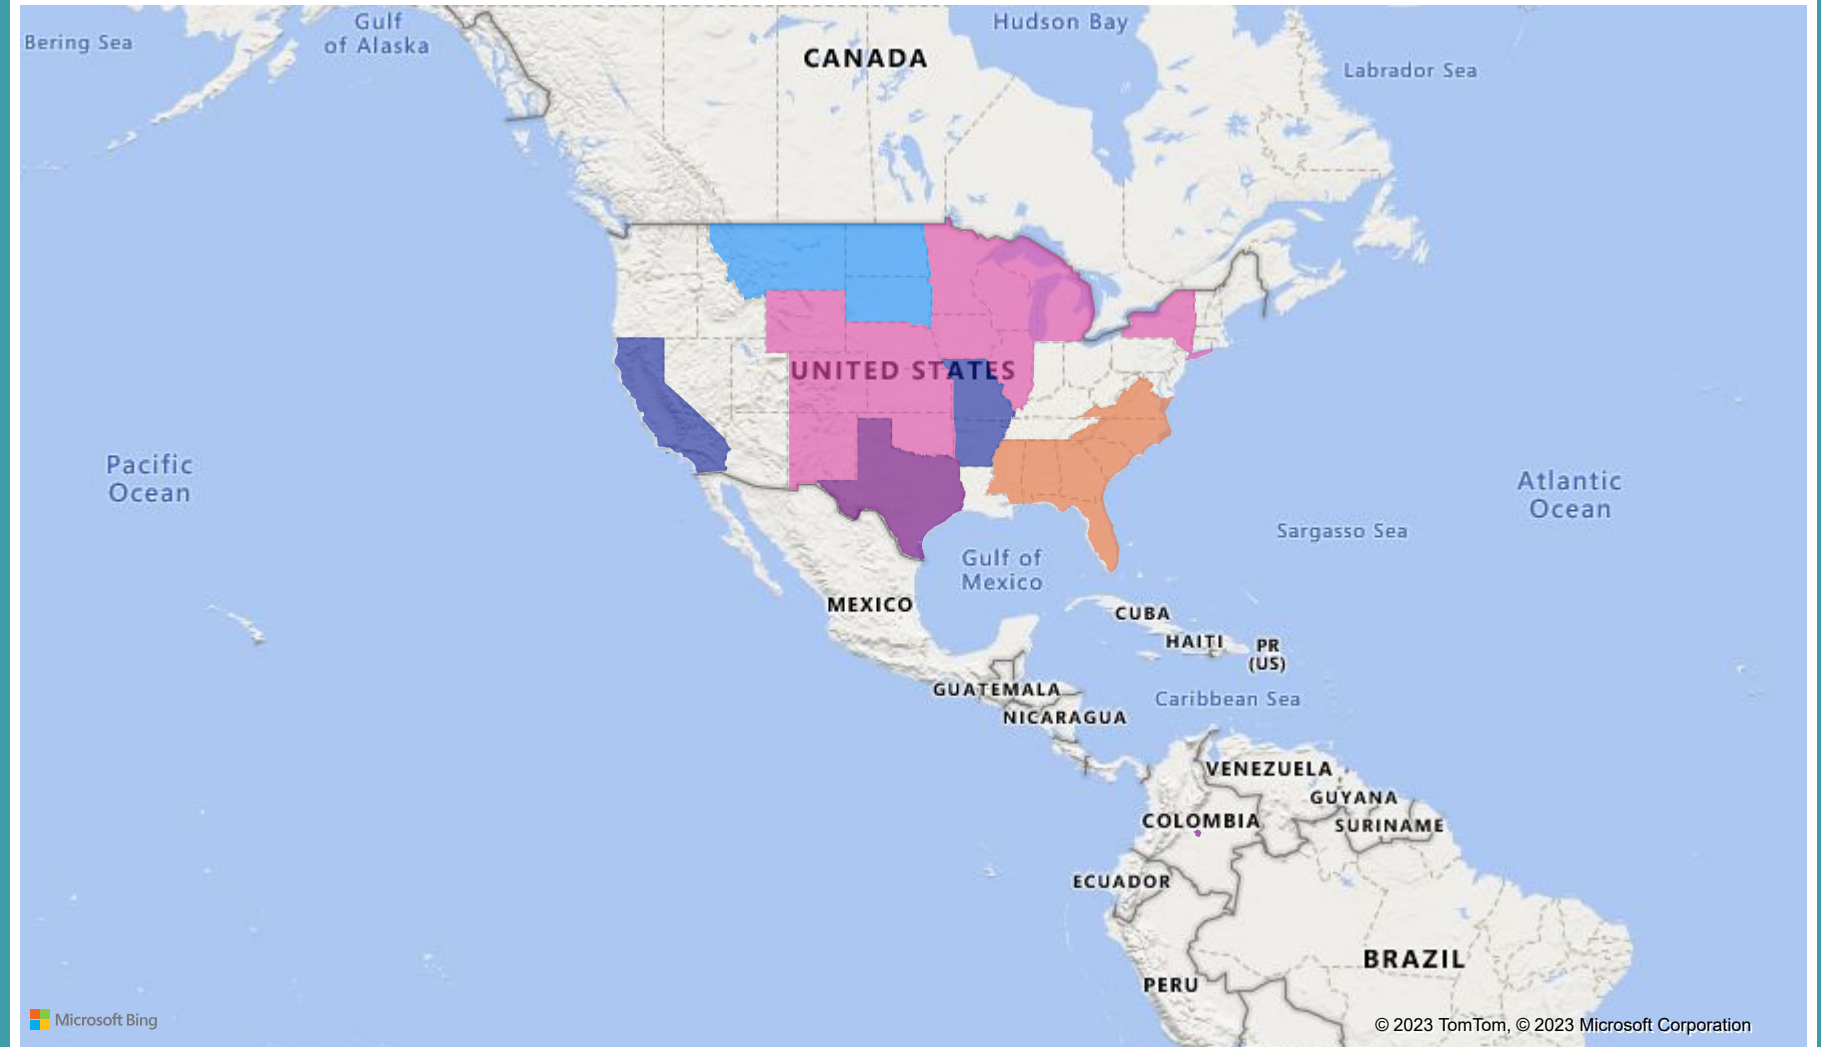 Bering Sea
Gulf
of Alaska
Hudson Bay
CANADA
Labrador Sea
UNITED STATES
Pacific
Ocean
Atlantic
Ocean
Sargasso Sea
Gulf of
Mexico
MEXICO
CUBA
HAITI
PR
(US)
GUATEMALA
Caribbean Sea
NICARAGUA
VENEZUELA
GUYANA
COLOMBIA
SURINAME
ECUADOR
BRAZIL
PERU
Microsoft Bing
© 2023 TomTom, © 2023 Microsoft Corporation